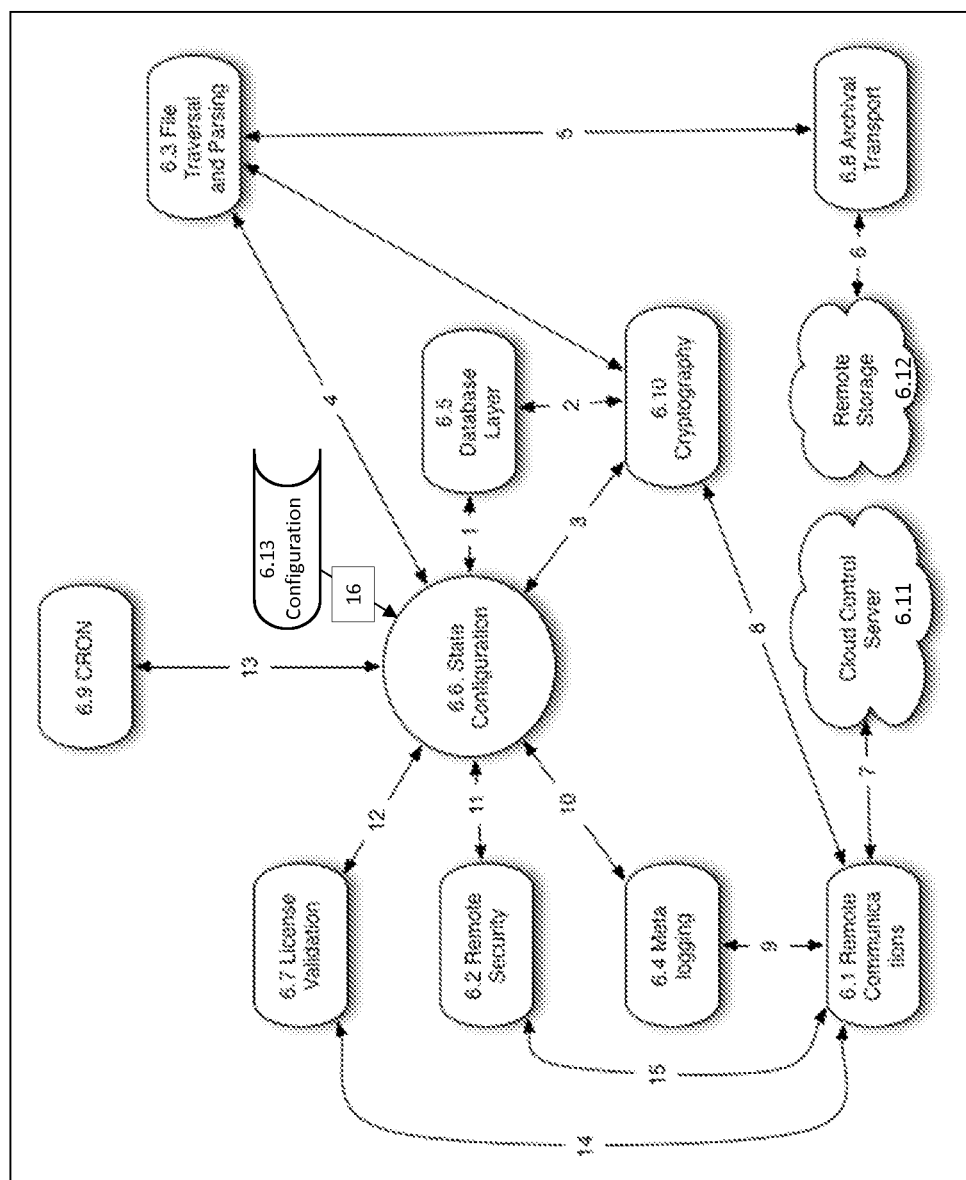 6.9 CRON
13
6.13
Configuration
16
4
6.3 File
Traversal
and Parsing
6.7 License
Validation
12
6.2 Remote
Security
11
6.6. State
Configuration
1
6.5
Database
Layer
2
3
6.10
Cryptography
5
10
6.4 Meta
logging
9
14
15
6.1 Remote
Communica
tions
7
Cloud Control
Server
6.11
Remote
Storage
6.12
6.8 Archival
Transport